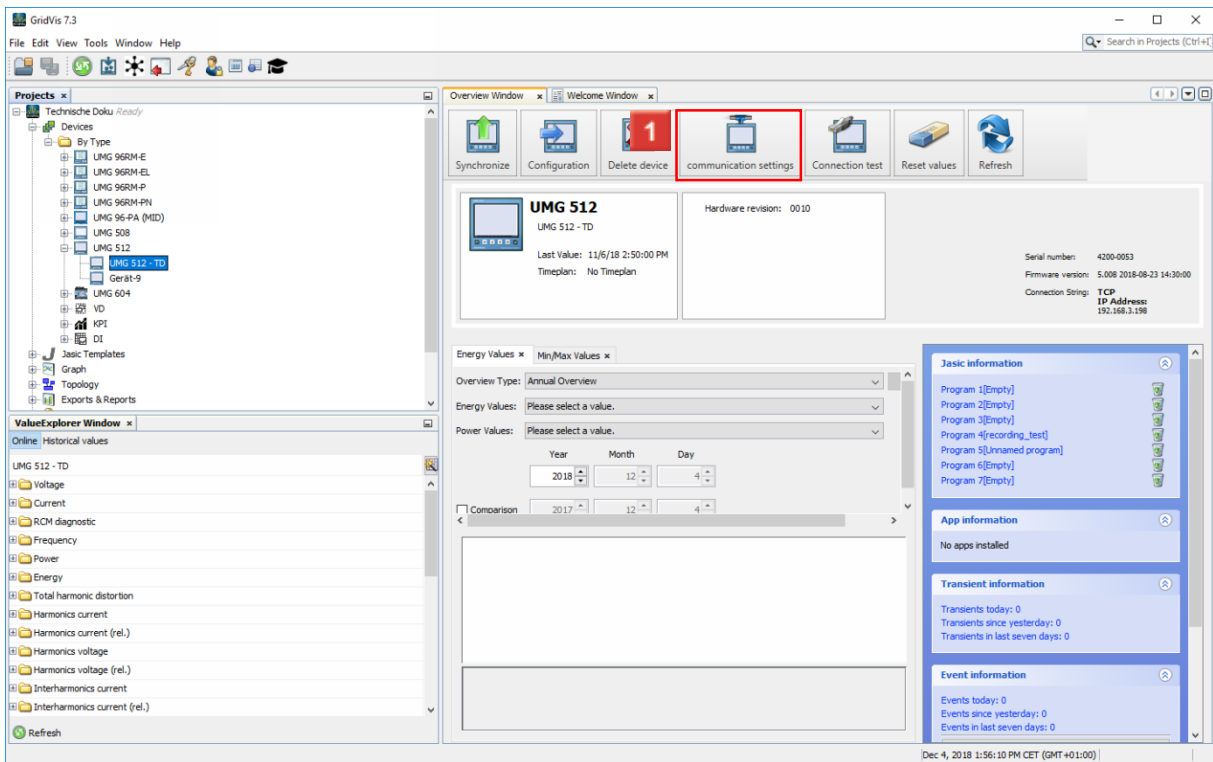 GridVis 7.3
File Edit View Tools Window Help
Search in Projects (Ctrl+I)
Projects
Technische Doku Ready
Devices
By Type
UMG 96RM-E
UMG 96RM-EL
UMG 96RM-P
UMG 96RM-PN
UMG 96-PA (MID)
UMG 508
UMG 512
UMG 512 - TD
Gerät-9
UMG 604
VD
KPI
DI
Jasic Templates
Graph
Topology
Exports & Reports
ValueExplorer Window
Online Historical values
UMG 512 - TD
Voltage
Current
RCM diagnostic
Frequency
Power
Energy
Total harmonic distortion
Harmonics current
Harmonics current (rel.)
Harmonics voltage
Harmonics voltage (rel.)
Interharmonics current
Interharmonics current (rel.)
Refresh
Overview Window Welcome Window
1
Synchronize Configuration Delete device communication settings Connection test Reset values Refresh
UMG 512
UMG 512 - TD
Last Value: 11/6/18 2:50:00 PM
Timeplan: No Timeplan
Hardware revision: 0010
Serial number: 4200-0053
Firmware version: 5.008 2018-08-23 14:30:00
Connection String: TCP
IP Address:
192.168.3.198
Energy Values Min/Max Values
Overview Type: Annual Overview
Energy Values: Please select a value.
Power Values: Please select a value.
Year Month Day
2018 12 4
Comparison 2017 12 4
Jasic information
Program 1[Empty]
Program 2[Empty]
Program 3[Empty]
Program 4[recording_test]
Program 5[Unnamed program]
Program 6[Empty]
Program 7[Empty]
App information
No apps installed
Transient information
Transients today: 0
Transients since yesterday: 0
Transients in last seven days: 0
Event information
Events today: 0
Events since yesterday: 0
Events in last seven days: 0
Dec 4, 2018 1:56:10 PM CET (GMT+01:00)